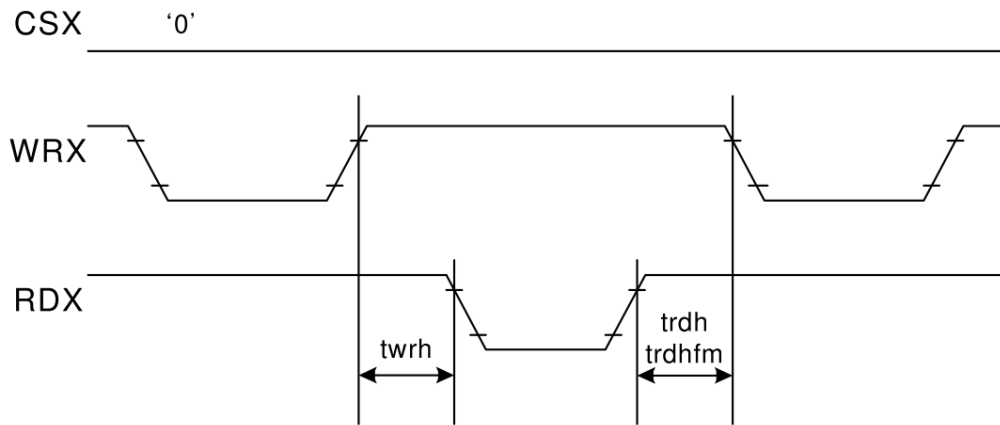 CSX ‘0’
WRX
RDX
twrh
trdh
trdhfm